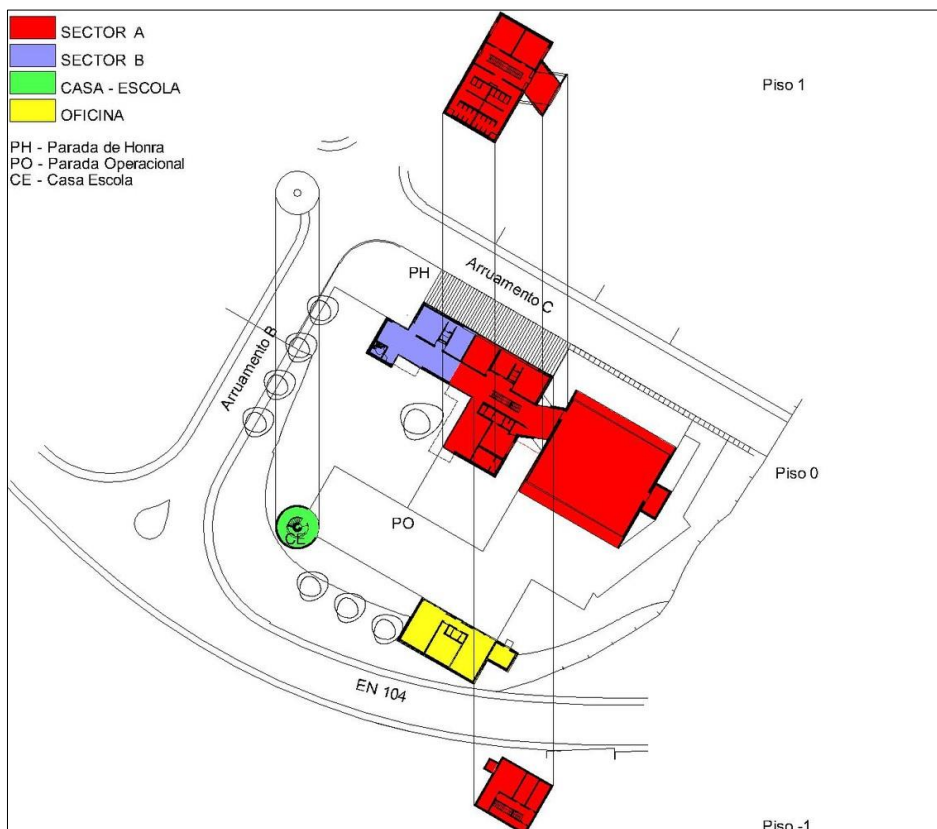 SECTOR A
SECTOR B
CASA - ESCOLA
OFICINA
PH - Parada de Honra
PO - Parada Operacional
CE - Casa Escola
Piso 1
PH
Arruamento C
Arruamento B
Piso 0
PO
CE
EN 104
Piso -1